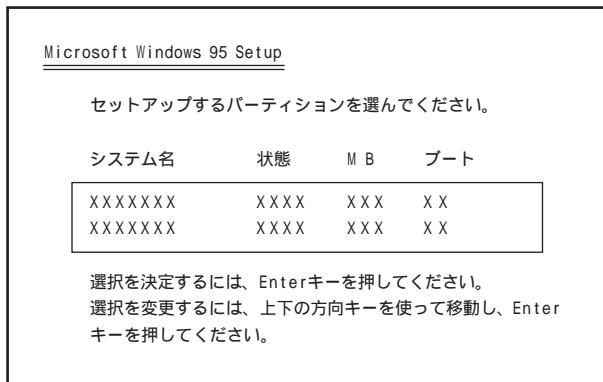 Microsoft Windows 95 Setup
セットアップするパーティションを選んでください。
システム名 状態 MB ブート
XXXXXXX XXXX XXX XX
XXXXXXX XXXX XXX XX
選択を決定するには、Enterキーを押してください。
選択を変更するには、上下の方向キーを使って移動し、Enter
キーを押してください。